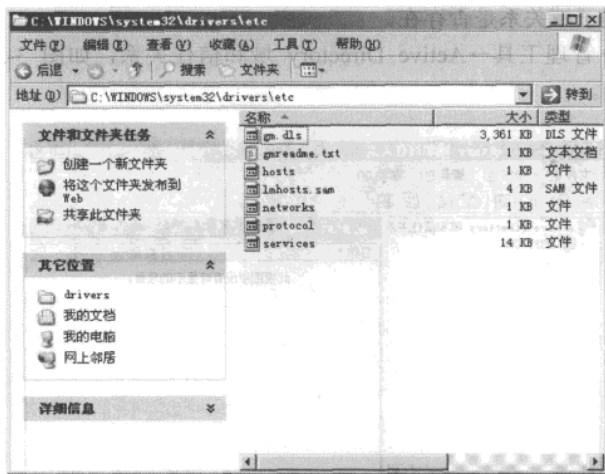 C:\WINDOWS\system32\drivers\etc
文件(F) 编辑(E) 查看(V) 收藏(A) 工具(T) 帮助(H)
后退 搜索 文件夹
地址(D) C:\WINDOWS\system32\drivers\etc 转到
名称 大小 类型
文件和文件夹任务
创建一个新文件夹
将这个文件夹发布到
Web
共享此文件夹
其它位置
drivers
我的文档
我的电脑
网上邻居
详细信息
gm.dls 3,361 KB DLS 文件
gmreadme.txt 1 KB 文本文档
hosts 1 KB 文件
lmhosts.sam 4 KB SAM 文件
networks 1 KB 文件
protocol 1 KB 文件
services 14 KB 文件